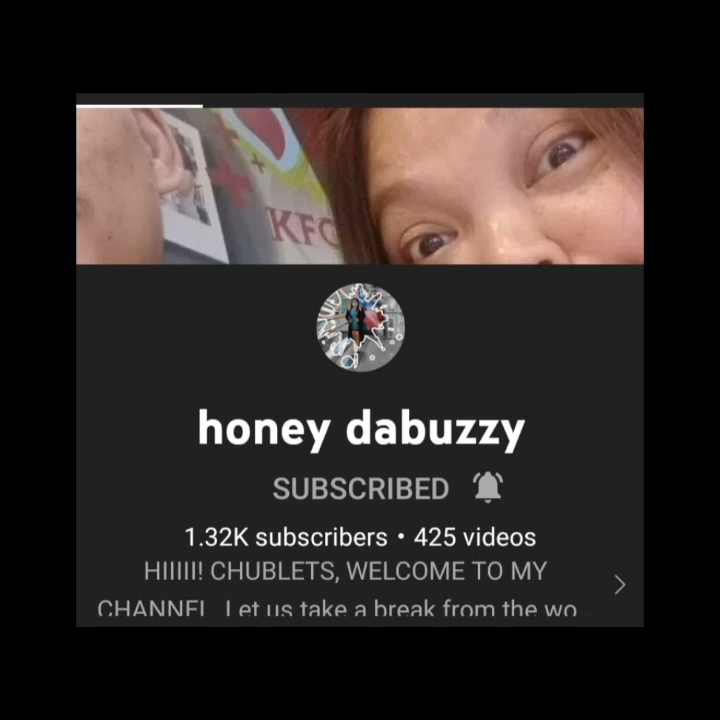 KFC
honey dabuzzy
SUBSCRIBED
1.32K subscribers • 425 videos
HIIIII! CHUBLETS, WELCOME TO MY
CHANNEL. Let us take a break from the wo...